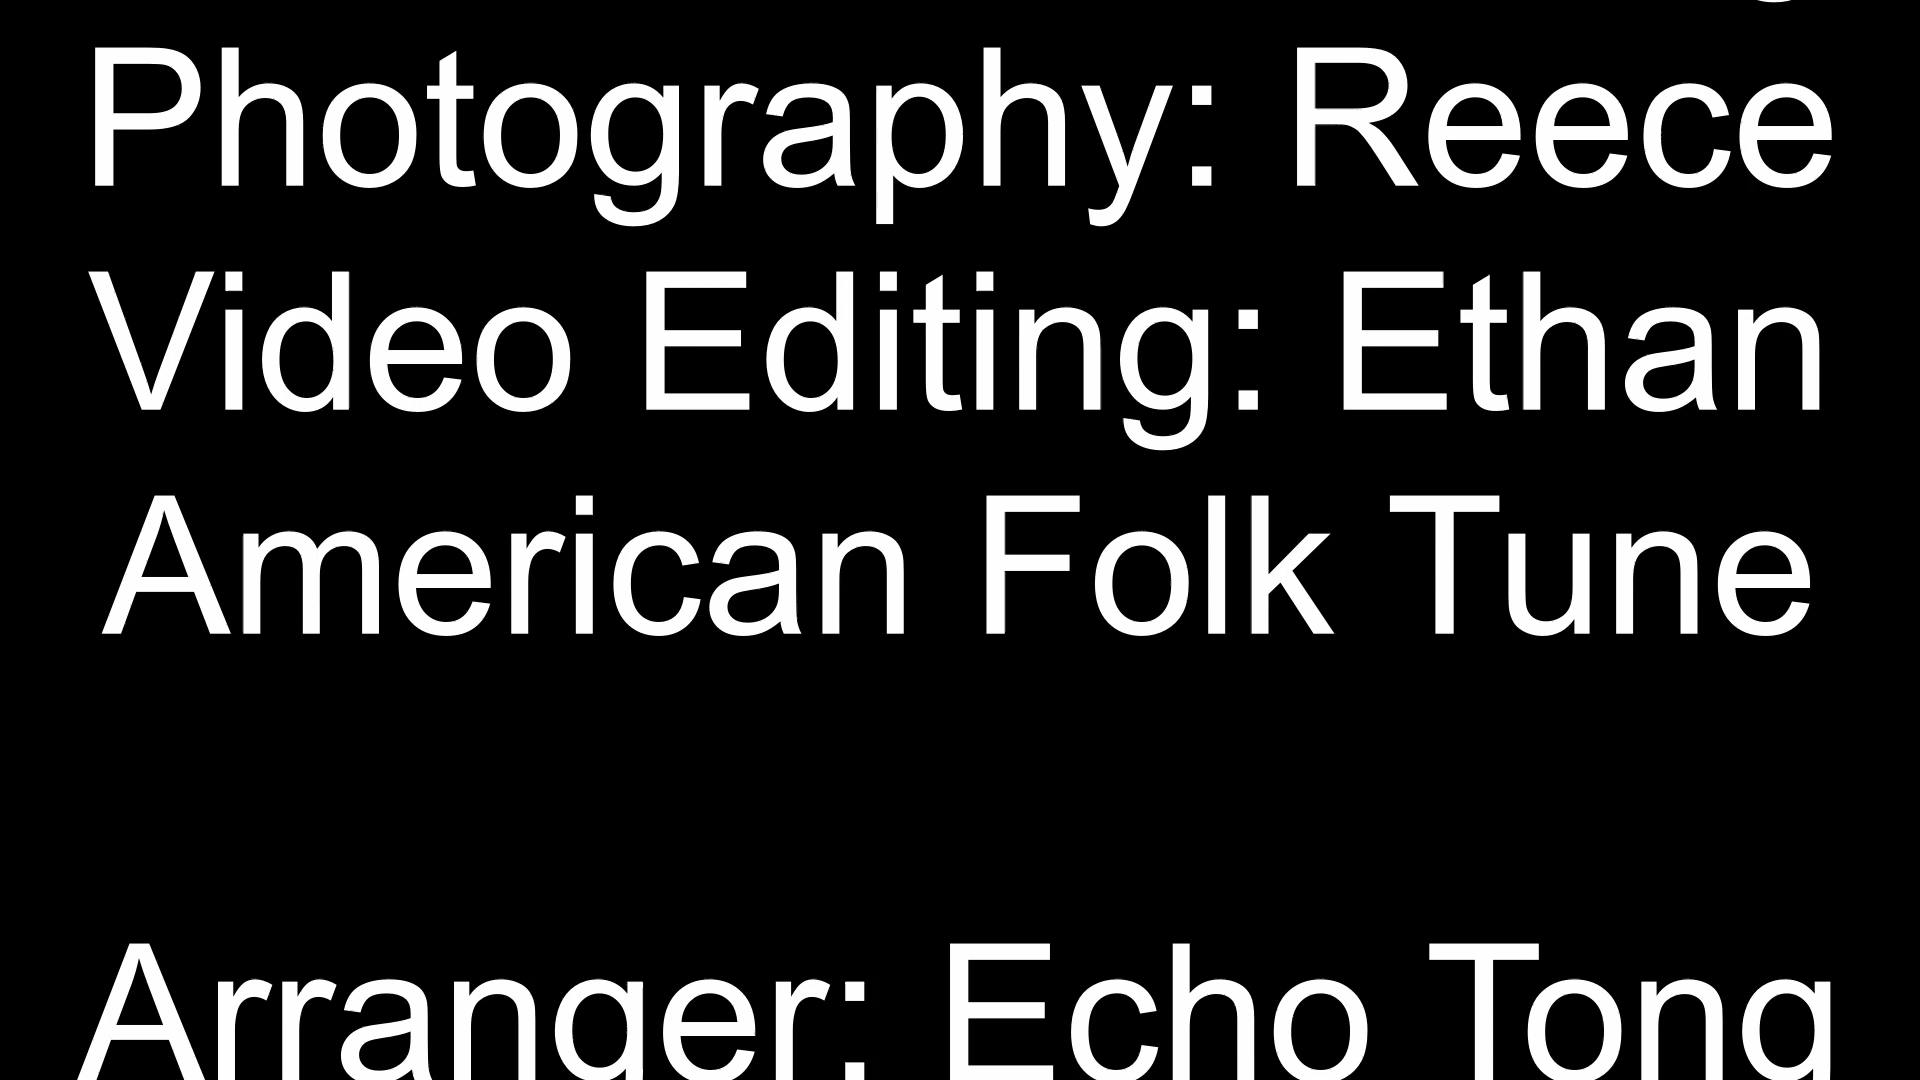 Photography: Reece
Video Editing: Ethan
American Folk Tune
Arranger: Echo Tong